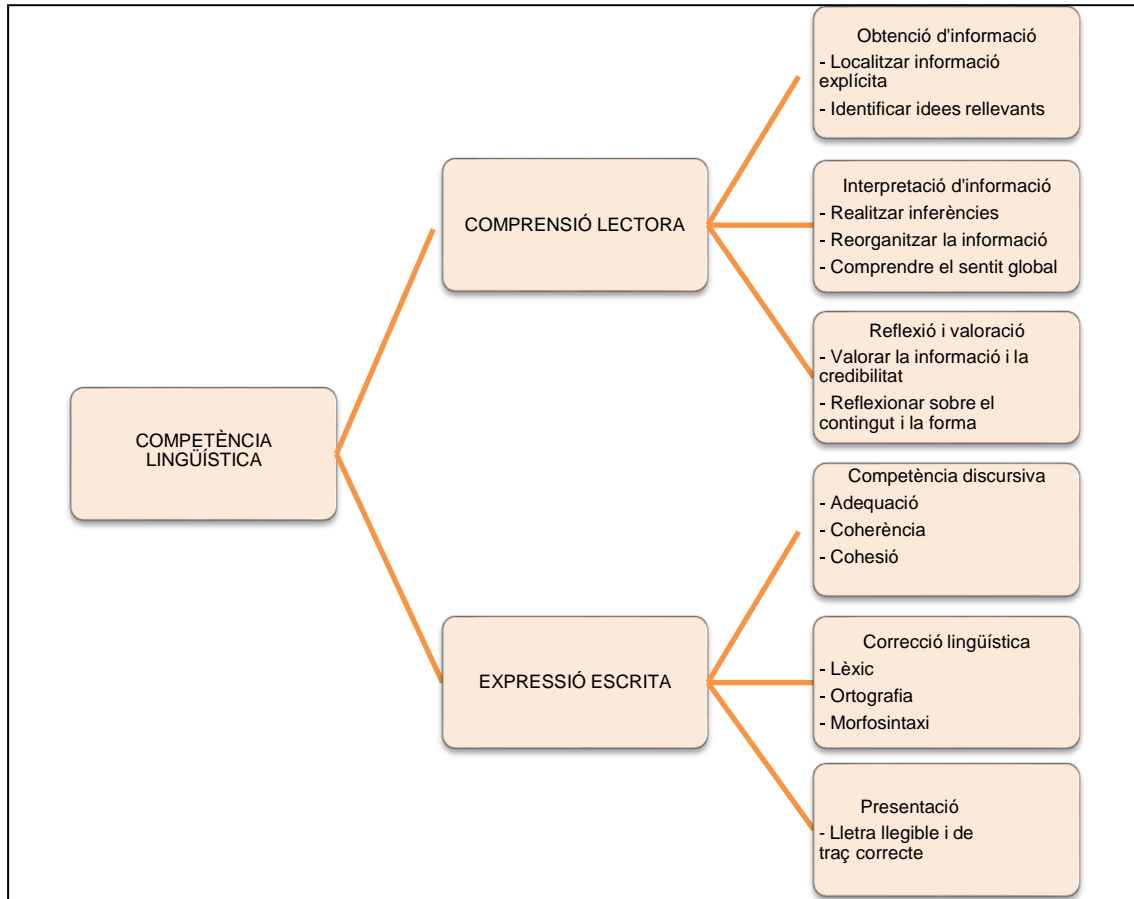 COMPETÈNCIA
LINGÜÍSTICA
COMPRENSIÓ LECTORA
Obtenció d'informació
- Localitzar informació
explícita
- Identificar idees rellevants
Interpretació d'informació
- Realitzar inferències
- Reorganitzar la informació
- Comprendre el sentit global
Reflexió i valoració
- Valorar la informació i la
credibilitat
- Reflexionar sobre el
contingut i la forma
EXPRESSIÓ ESCRITA
Competència discursiva
- Adequació
- Coherència
- Cohesió
Correcció lingüística
- Lèxic
- Ortografia
- Morfosintaxi
Presentació
- Lletra llegible i de
traç correcte